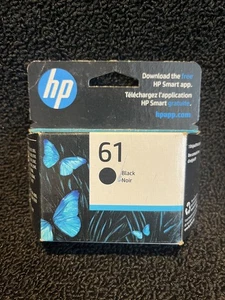 hp
Download the free
HP Smart app.
Téléchargez l'application
HP Smart gratuite.
hpapp.com
61
Black
Noir